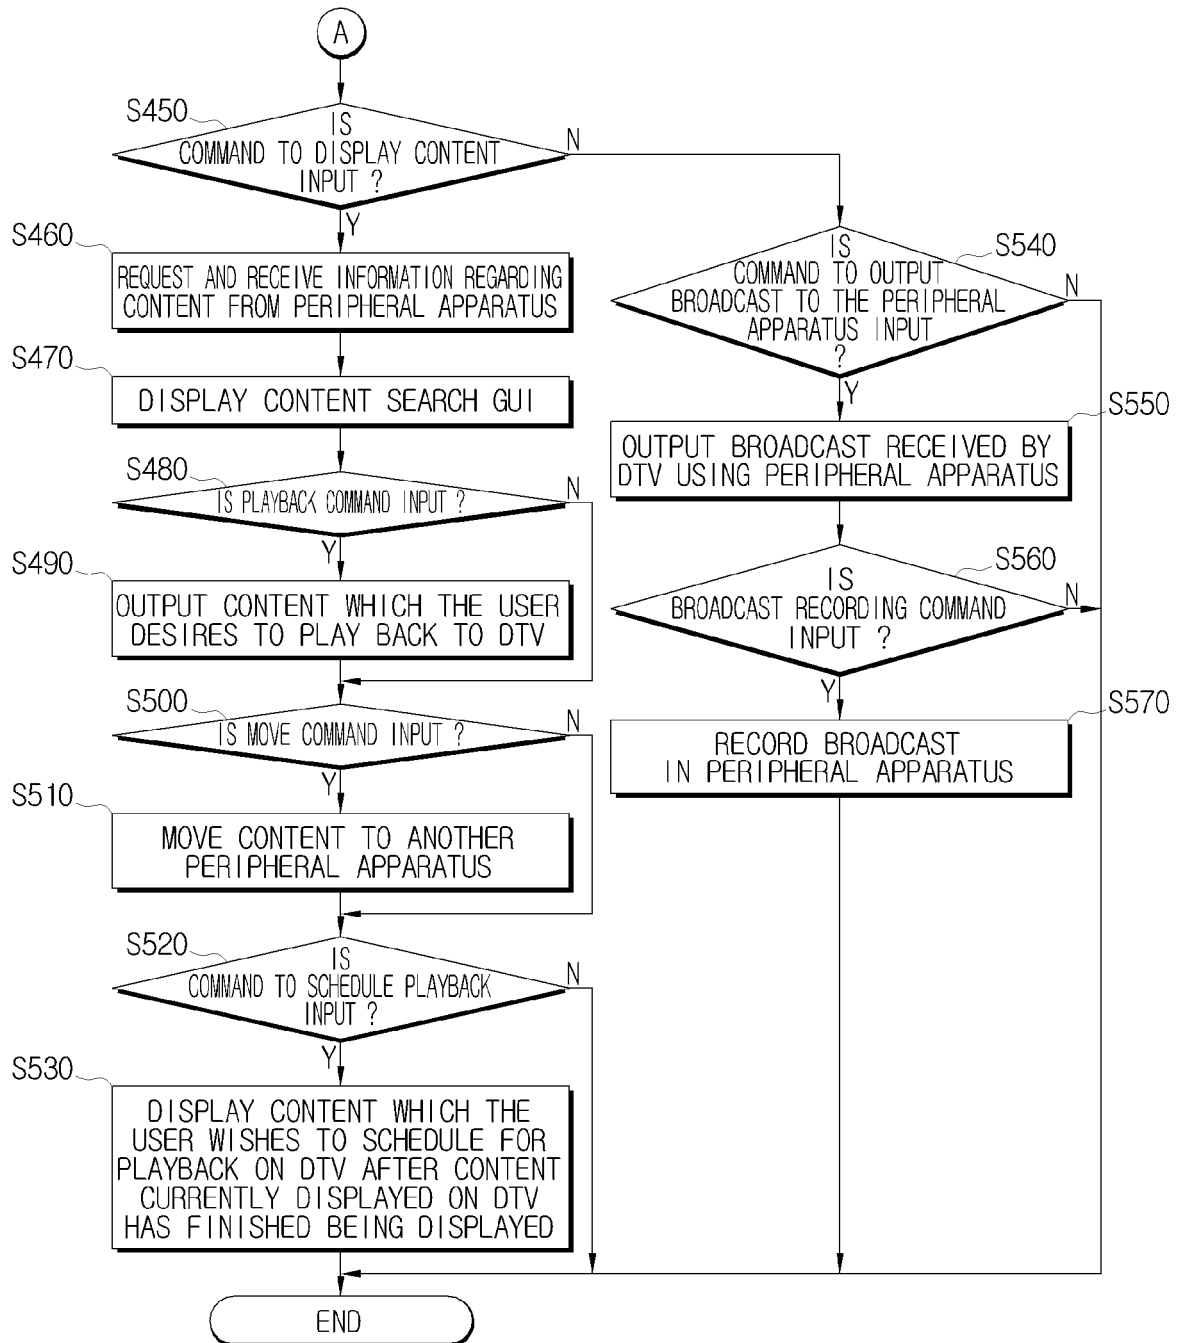 A
S450
IS
COMMAND TO DISPLAY CONTENT
INPUT ?
N
Y
S460
REQUEST AND RECEIVE INFORMATION REGARDING
CONTENT FROM PERIPHERAL APPARATUS
S470
DISPLAY CONTENT SEARCH GUI
S480
IS PLAYBACK COMMAND INPUT ?
N
Y
S490
OUTPUT CONTENT WHICH THE USER
DESIRES TO PLAY BACK TO DTV
S500
IS MOVE COMMAND INPUT ?
N
Y
S510
MOVE CONTENT TO ANOTHER
PERIPHERAL APPARATUS
S520
IS
COMMAND TO SCHEDULE PLAYBACK
INPUT ?
N
Y
S530
DISPLAY CONTENT WHICH THE
USER WISHES TO SCHEDULE FOR
PLAYBACK ON DTV AFTER CONTENT
CURRENTLY DISPLAYED ON DTV
HAS FINISHED BEING DISPLAYED
S540
IS
COMMAND TO OUTPUT
BROADCAST TO THE PERIPHERAL
APPARATUS INPUT
?
N
Y
S550
OUTPUT BROADCAST RECEIVED BY
DTV USING PERIPHERAL APPARATUS
S560
IS
BROADCAST RECORDING COMMAND
INPUT ?
N
Y
S570
RECORD BROADCAST
IN PERIPHERAL APPARATUS
END